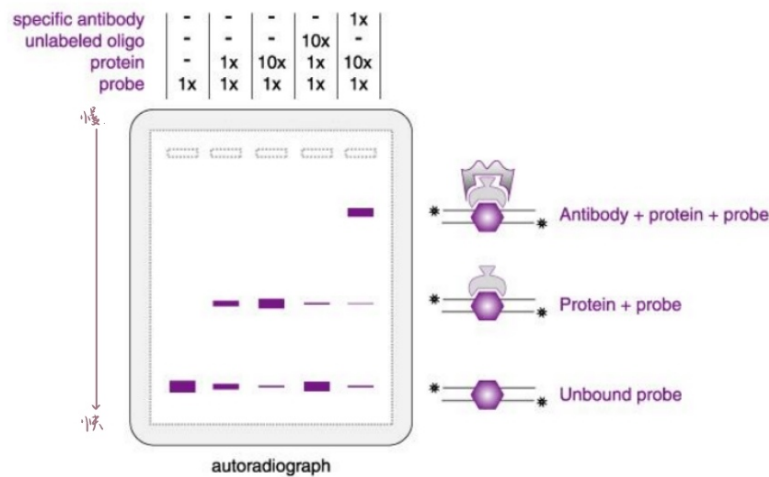 specific antibody - - - - 1x
unlabeled oligo - - - 10x -
protein - 1x 10x 1x 10x
probe 1x 1x 1x 1x 1x
慢
Antibody + protein + probe
Protein + probe
Unbound probe
快
autoradiograph